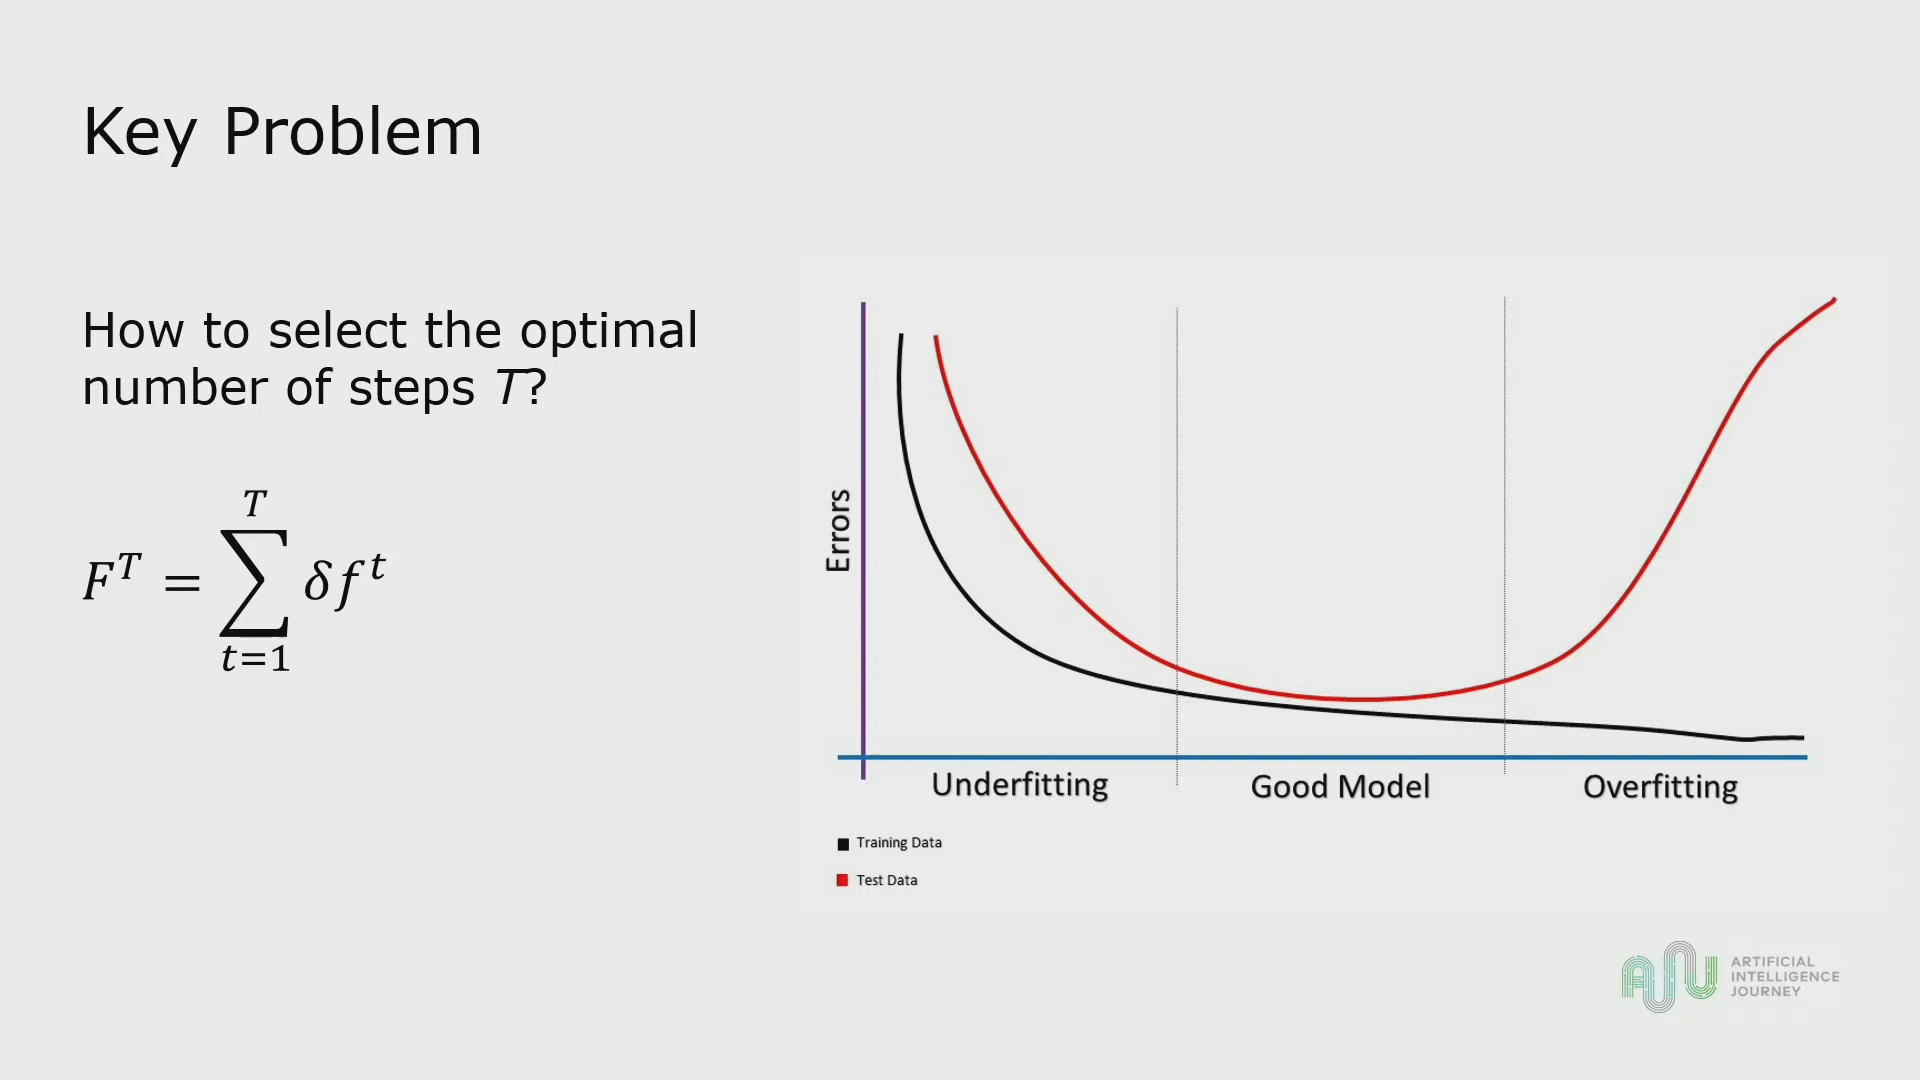 Key Problem
How to select the optimal
number of steps T?
F^T = \sum_{t=1}^{T} δf^t
Errors
Underfitting
Good Model
Overfitting
Training Data
Test Data
ARTIFICIAL
INTELLIGENCE
JOURNEY